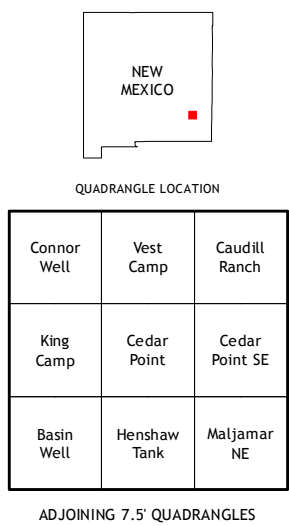 NEW
MEXICO
QUADRANGLE LOCATION
Connor
Well
Vest
Camp
Caudill
Ranch
King
Camp
Cedar
Point
Cedar
Point SE
Basin
Well
Henshaw
Tank
Maljamar
NE
ADJOINING 7.5' QUADRANGLES